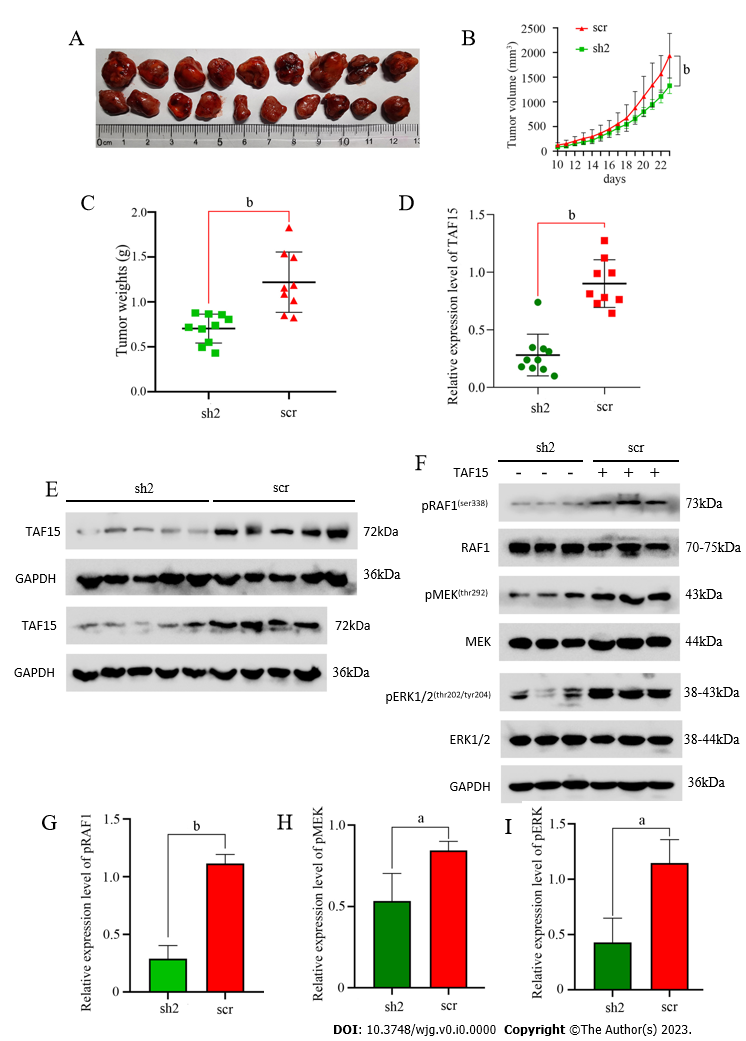 A
0cm 1 2 3 4 5 6 7 8 9 10 11 12 13
B
Tumor volume (mm³)
2500
2000
1500
1000
500
0
scr
sh2
b
10 12 14 16 18 20 22
days
C
Tumor weights (g)
2.0
1.5
1.0
0.5
0.0
b
sh2 scr
D
Relative expression level of TAF15
1.5
1.0
0.5
0.0
b
sh2 scr
E
sh2 scr
TAF15 72kDa
GAPDH 36kDa
TAF15 72kDa
GAPDH 36kDa
F
sh2 scr
TAF15 - - - + + +
pRAF1(ser338) 73kDa
RAF1 70-75kDa
pMEK(thr292) 43kDa
MEK 44kDa
pERK1/2(thr202/tyr204) 38-43kDa
ERK1/2 38-44kDa
GAPDH 36kDa
G
Relative expression level of pRAF1
1.5
1.0
0.5
0
b
sh2 scr
H
Relative expression level of pMEK
1.0
0.5
0
a
sh2 scr
I
Relative expression level of pERK
1.5
1.0
0.5
0
a
sh2 scr
DOI: 10.3748/wjg.v0.i0.0000 Copyright ©The Author(s) 2023.